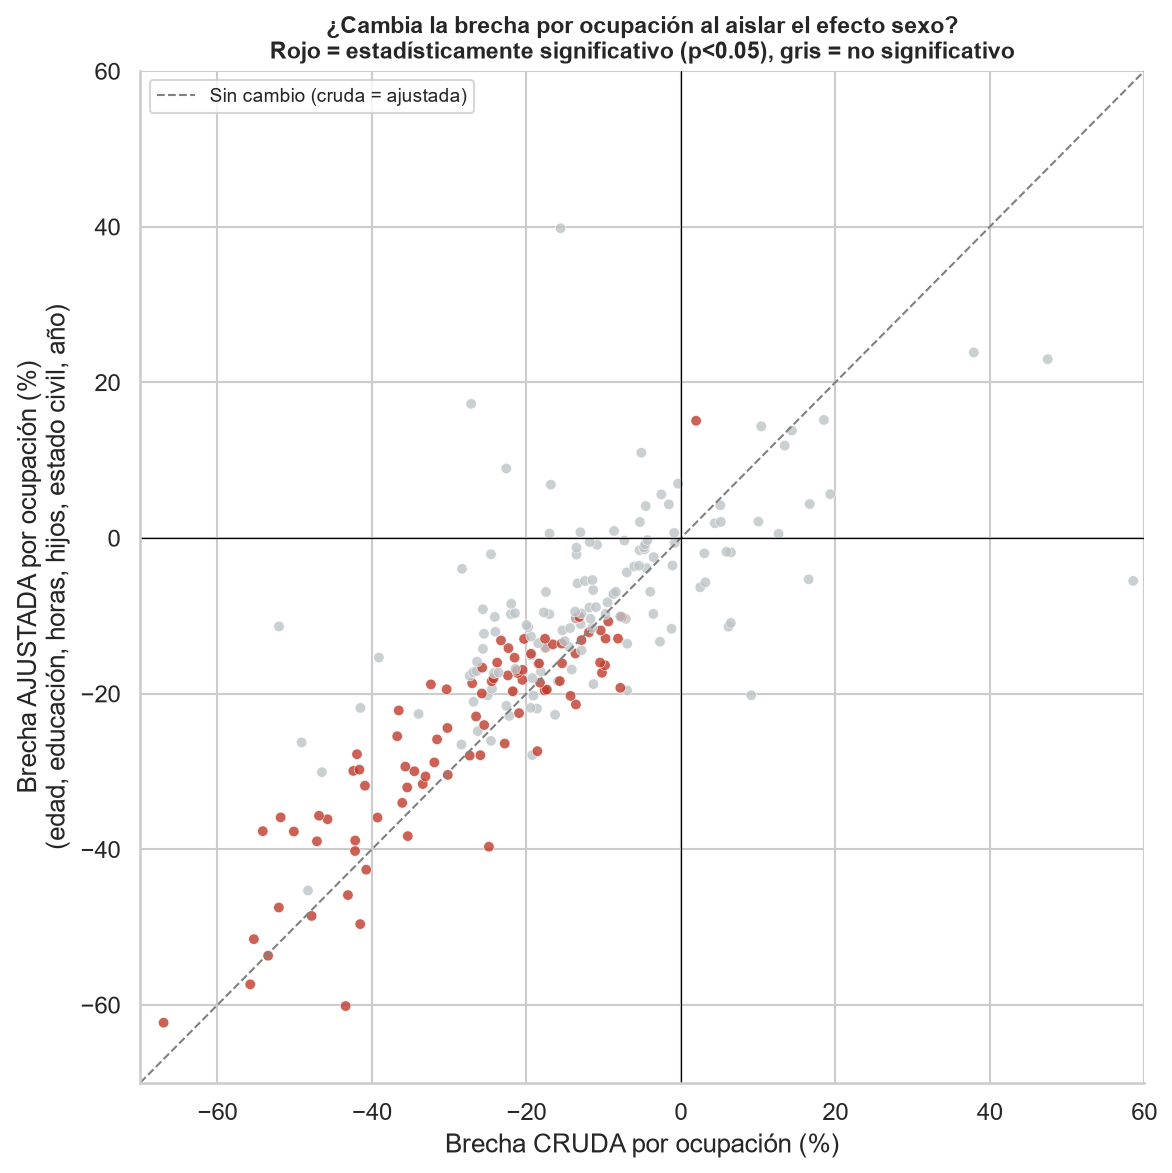 ¿Cambia la brecha por ocupación al aislar el efecto sexo?
Rojo = estadísticamente significativo (p<0.05), gris = no significativo
Sin cambio (cruda = ajustada)
60
40
20
0
−20
−40
−60
Brecha AJUSTADA por ocupación (%)
(edad, educación, horas, hijos, estado civil, año)
−60
−40
−20
0
20
40
60
Brecha CRUDA por ocupación (%)